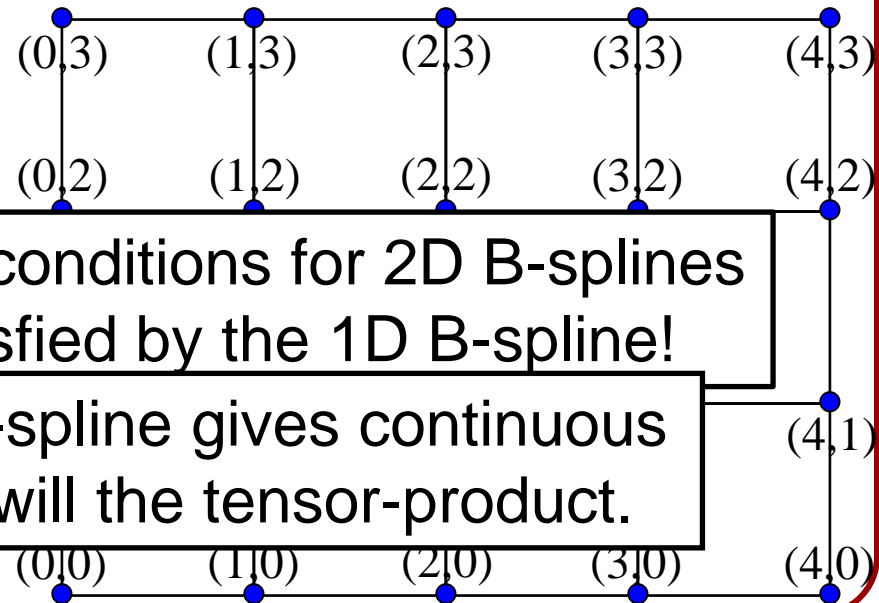 (0,3) (1,3) (2,3) (3,3) (4,3)
(0,2) (1,2) (2,2) (3,2) (4,2)
conditions for 2D B-splines
sfied by the 1D B-spline!
-spline gives continuous
(4,1)
will the tensor-product.
(0,0) (1,0) (2,0) (3,0) (4,0)